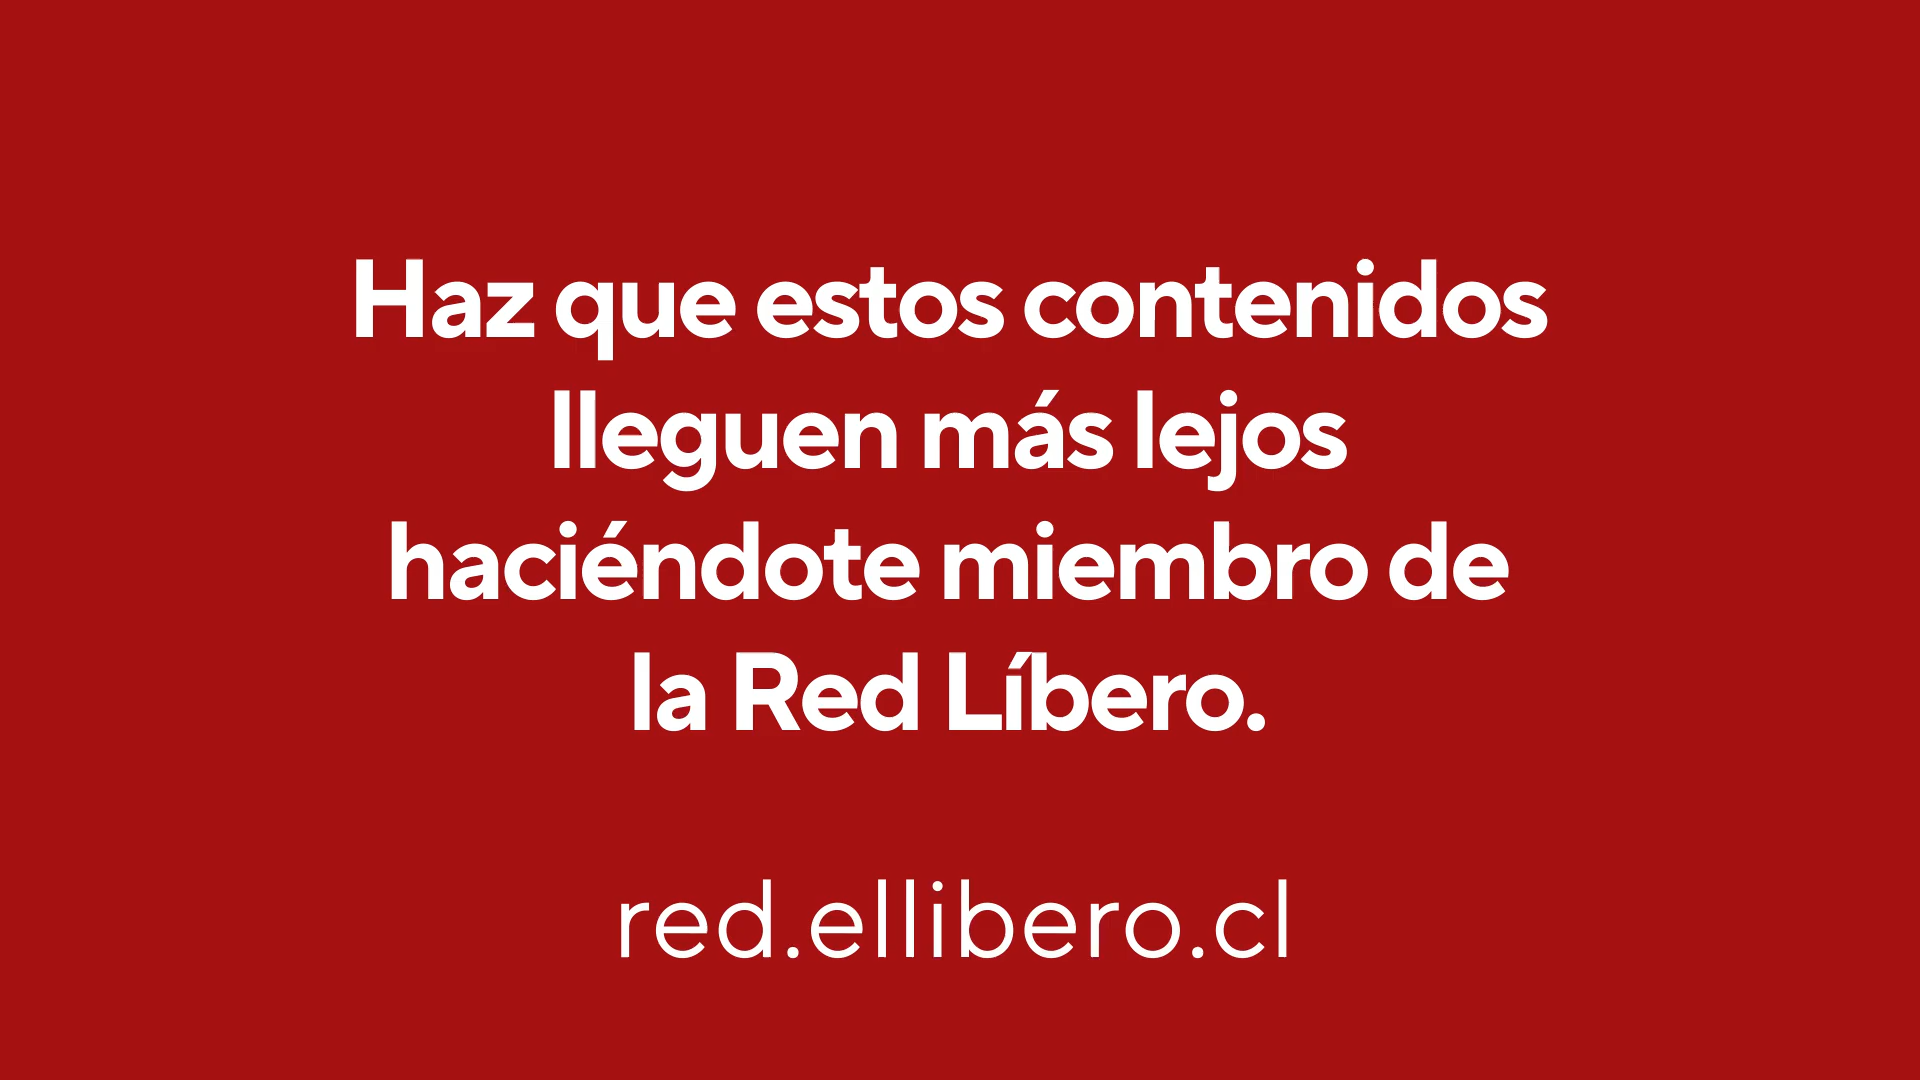 Haz que estos contenidos
lleguen más lejos
haciéndote miembro de
la Red Líbero.
red.ellibero.cl